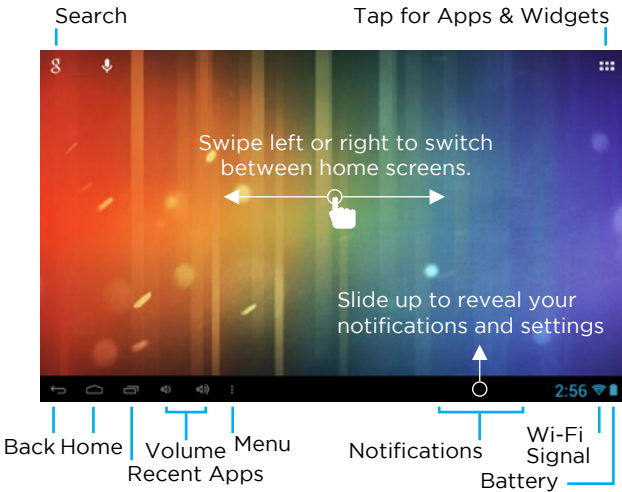 Search
Tap for Apps & Widgets
g
Swipe left or right to switch
between home screens.
Slide up to reveal your
notifications and settings
2:56
Back Home Volume Menu Notifications Wi-Fi
Signal
Recent Apps
Battery